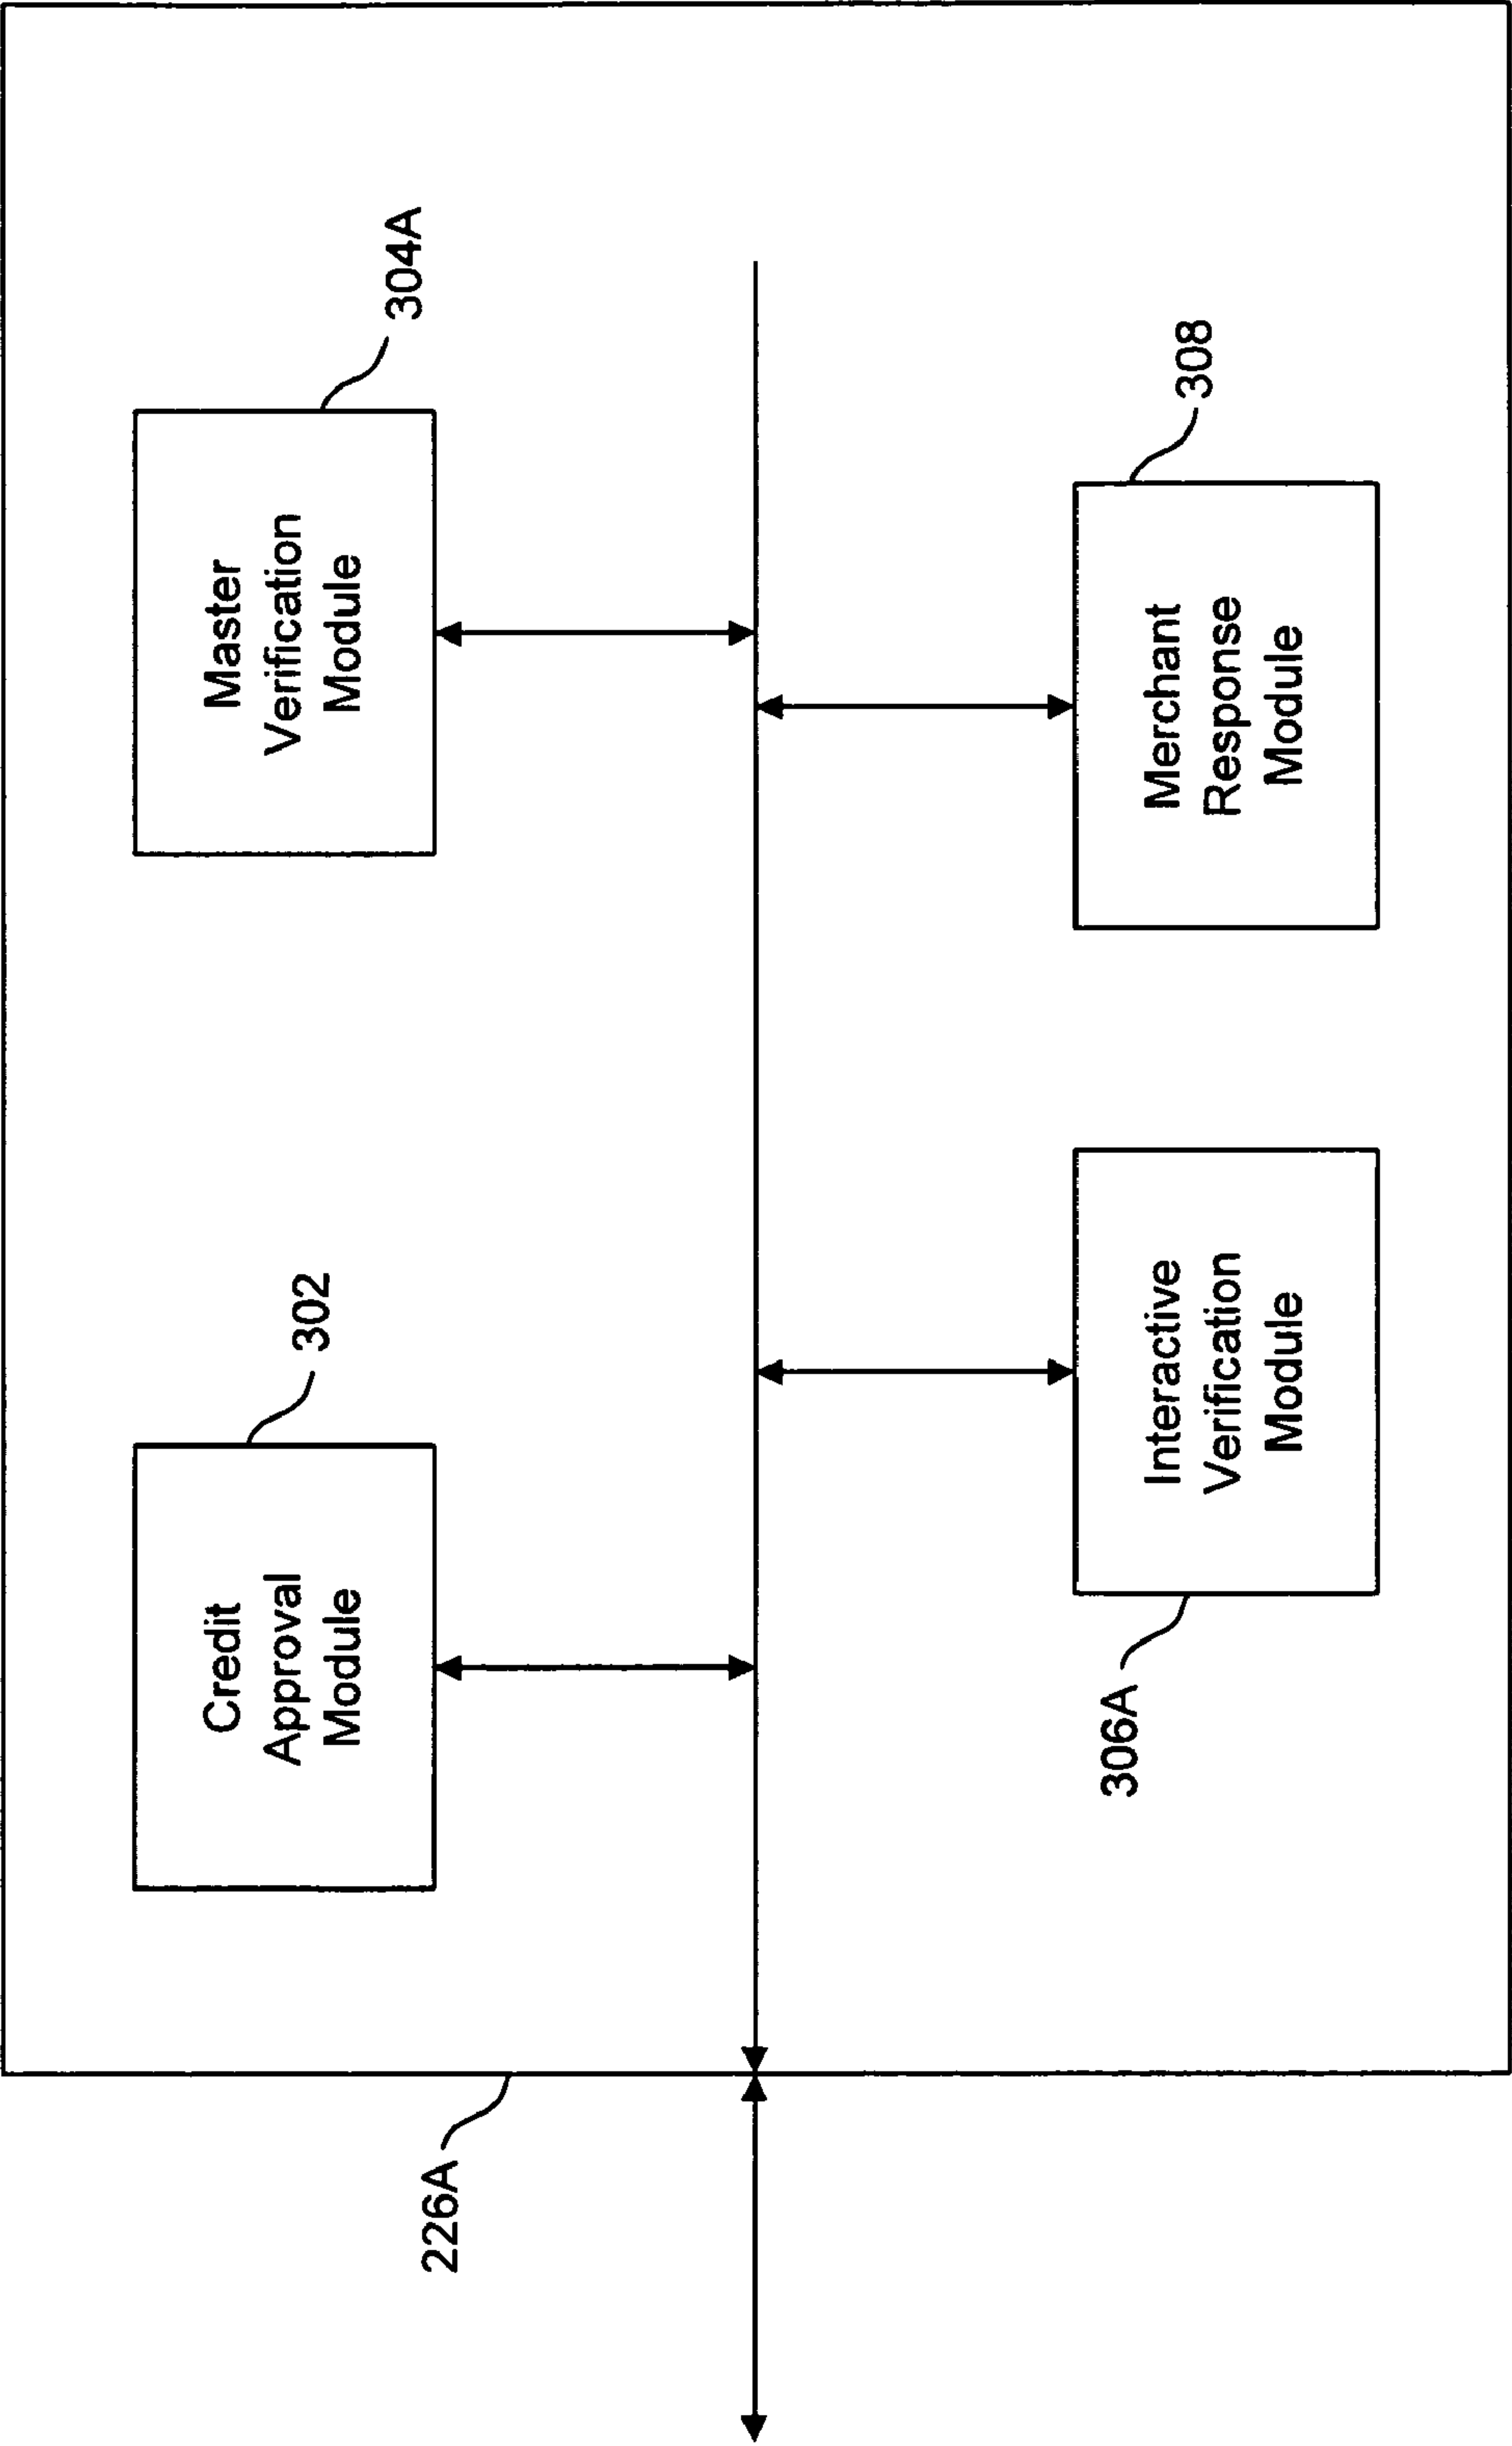 226A
Credit
Approval
Module
302
Master
Verification
Module
304A
306A
Interactive
Verification
Module
Merchant
Response
Module
308